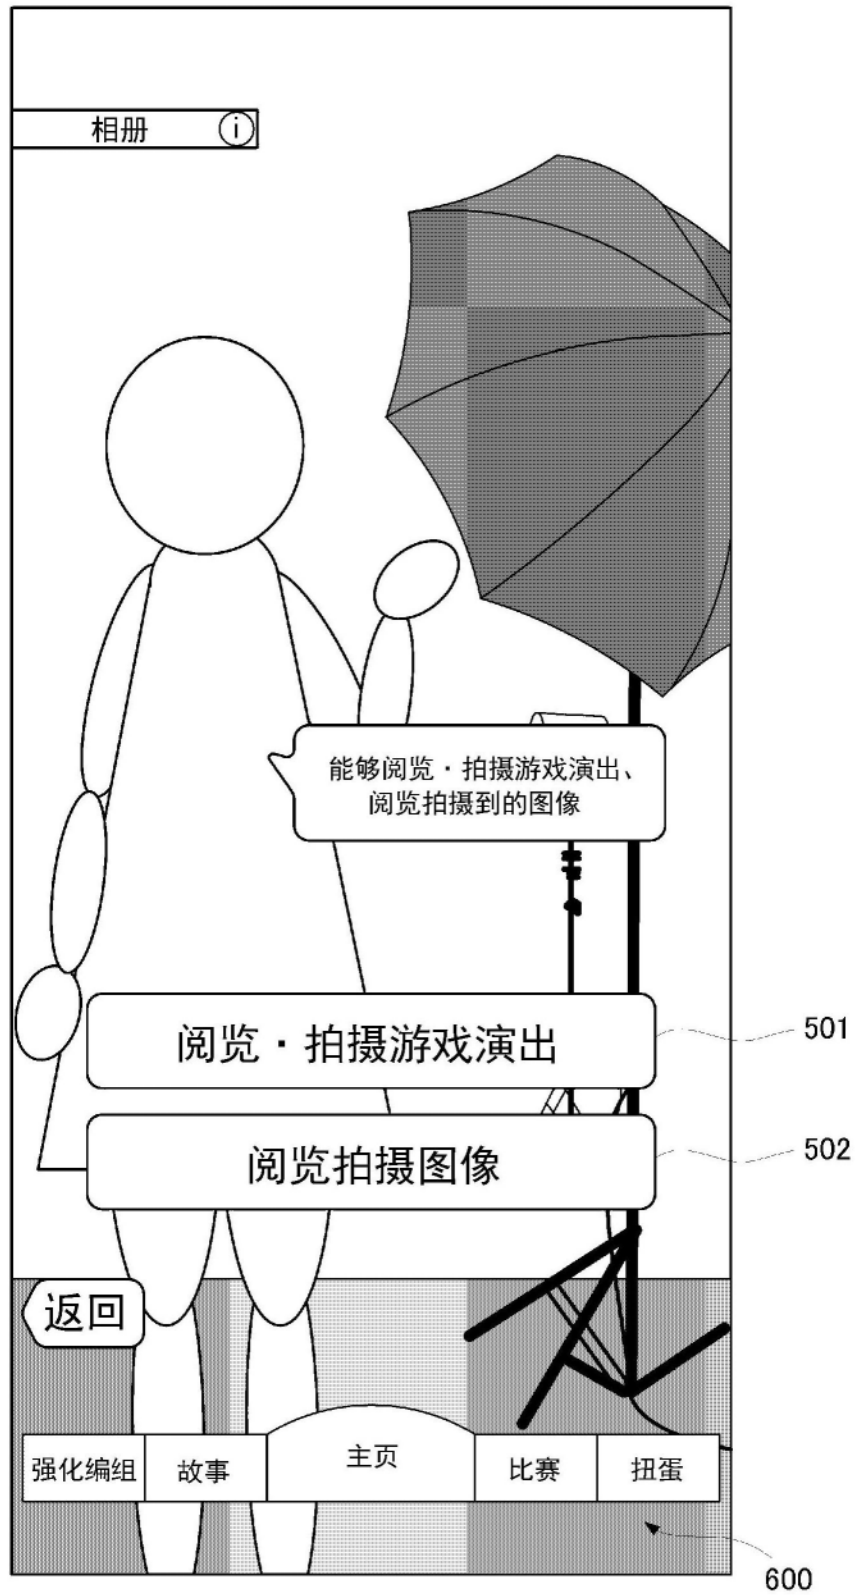 相册 i
能够阅览·拍摄游戏演出、
阅览拍摄到的图像
阅览·拍摄游戏演出
501
阅览拍摄图像
502
返回
强化编组 故事 主页 比赛 扭蛋
600